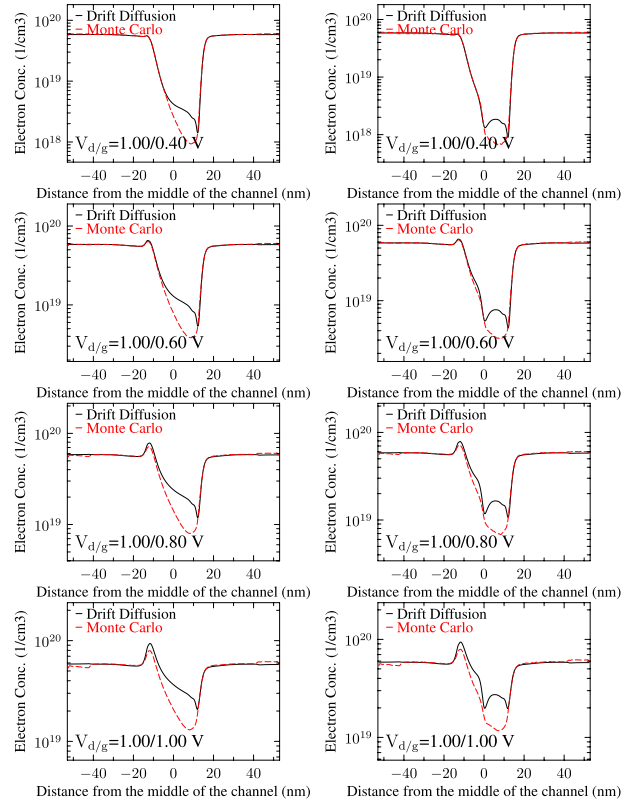 Electron Conc. (1/cm3)
10^20
10^19
10^18
– Drift Diffusion
– Monte Carlo
V_d/g=1.00/0.40 V
−40 −20 0 20 40
Distance from the middle of the channel (nm)
Electron Conc. (1/cm3)
10^20
10^19
10^18
– Drift Diffusion
– Monte Carlo
V_d/g=1.00/0.40 V
−40 −20 0 20 40
Distance from the middle of the channel (nm)
Electron Conc. (1/cm3)
10^20
10^19
– Drift Diffusion
– Monte Carlo
V_d/g=1.00/0.60 V
−40 −20 0 20 40
Distance from the middle of the channel (nm)
Electron Conc. (1/cm3)
10^20
10^19
– Drift Diffusion
– Monte Carlo
V_d/g=1.00/0.60 V
−40 −20 0 20 40
Distance from the middle of the channel (nm)
Electron Conc. (1/cm3)
10^20
10^19
– Drift Diffusion
– Monte Carlo
V_d/g=1.00/0.80 V
−40 −20 0 20 40
Distance from the middle of the channel (nm)
Electron Conc. (1/cm3)
10^20
10^19
– Drift Diffusion
– Monte Carlo
V_d/g=1.00/0.80 V
−40 −20 0 20 40
Distance from the middle of the channel (nm)
Electron Conc. (1/cm3)
10^20
10^19
– Drift Diffusion
– Monte Carlo
V_d/g=1.00/1.00 V
−40 −20 0 20 40
Distance from the middle of the channel (nm)
Electron Conc. (1/cm3)
10^20
10^19
– Drift Diffusion
– Monte Carlo
V_d/g=1.00/1.00 V
−40 −20 0 20 40
Distance from the middle of the channel (nm)